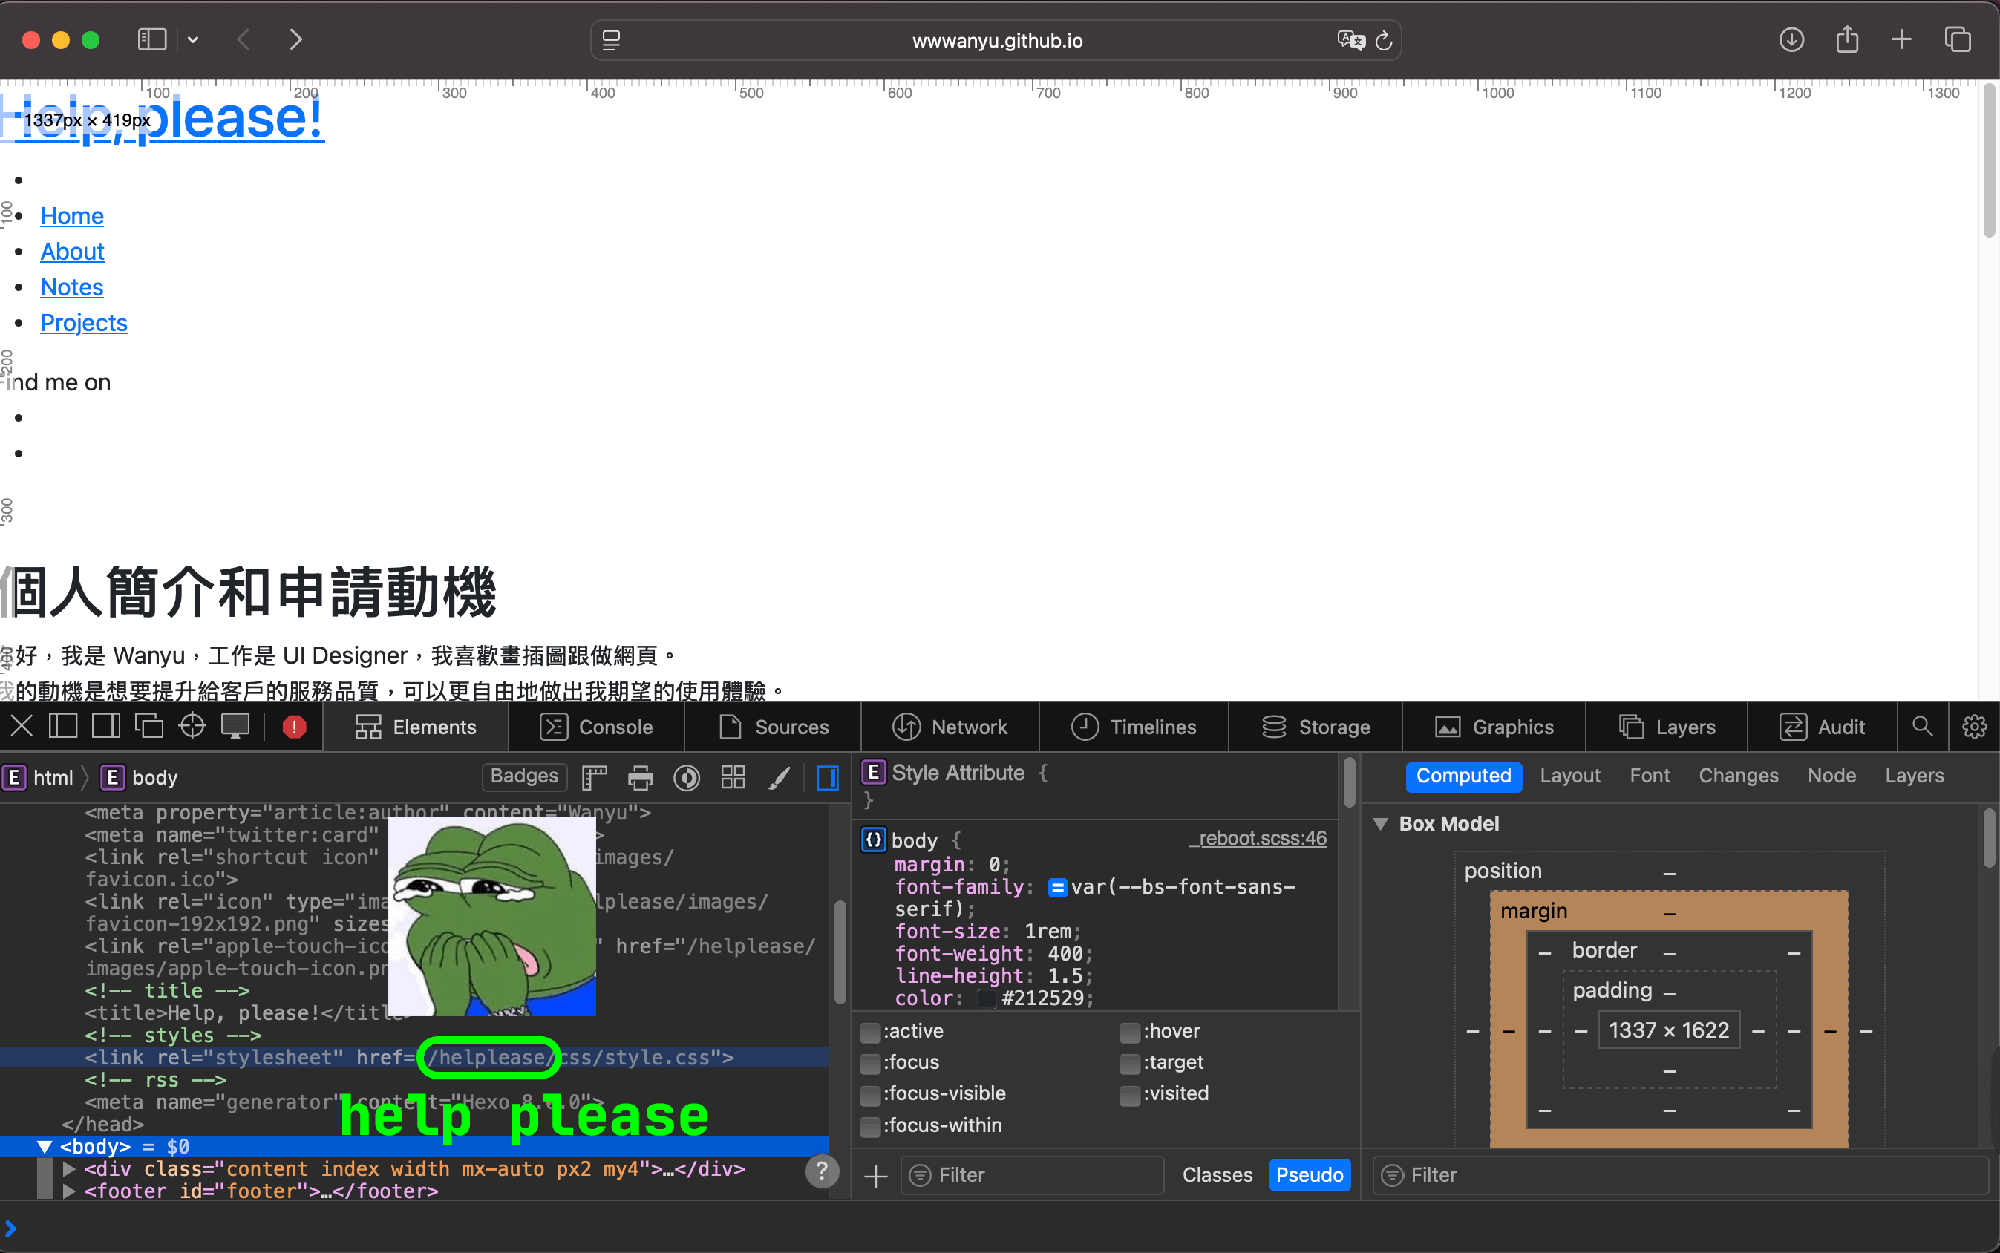 wwwanyu.github.io
100 200 300 400 500 600 700 800 900 1000 1100 1200 1300
Help, please!
1337px × 419px
Home
100
About
Notes
Projects
200
ind me on
300
個人簡介和申請動機
400
好，我是 Wanyu，工作是 UI Designer，我喜歡畫插圖跟做網頁。
我的動機是想要提升給客戶的服務品質，可以更自由地做出我期望的使用體驗。
Elements Console Sources Network Timelines Storage Graphics Layers Audit
E html E body Badges
<meta property="article:author" content="Wanyu">
<meta name="twitter:card" >
<link rel="shortcut icon" images/
favicon.ico">
<link rel="icon" type="ima lplease/images/
favicon-192x192.png" sizes
<link rel="apple-touch-ico " href="/helplease/
images/apple-touch-icon.pn
<!-- title -->
<title>Help, please!</title>
<!-- styles -->
<link rel="stylesheet" href="/helplease/css/style.css">
<!-- rss -->
<meta name="generator" content="Hexo 8.0.0">
help please
</head>
<body> = $0
<div class="content index width mx-auto px2 my4">…</div>
<footer id="footer">…</footer>
?
E Style Attribute {
}
body { _reboot.scss:46
margin: 0;
font-family: =var(--bs-font-sans-
serif);
font-size: 1rem;
font-weight: 400;
line-height: 1.5;
color: #212529;
:active :hover
:focus :target
:focus-visible :visited
:focus-within
Filter Classes Pseudo
Computed Layout Font Changes Node Layers
Box Model
position –
margin –
– border – –
padding –
– – – – 1337 × 1622 – – – –
–
– – –
Filter